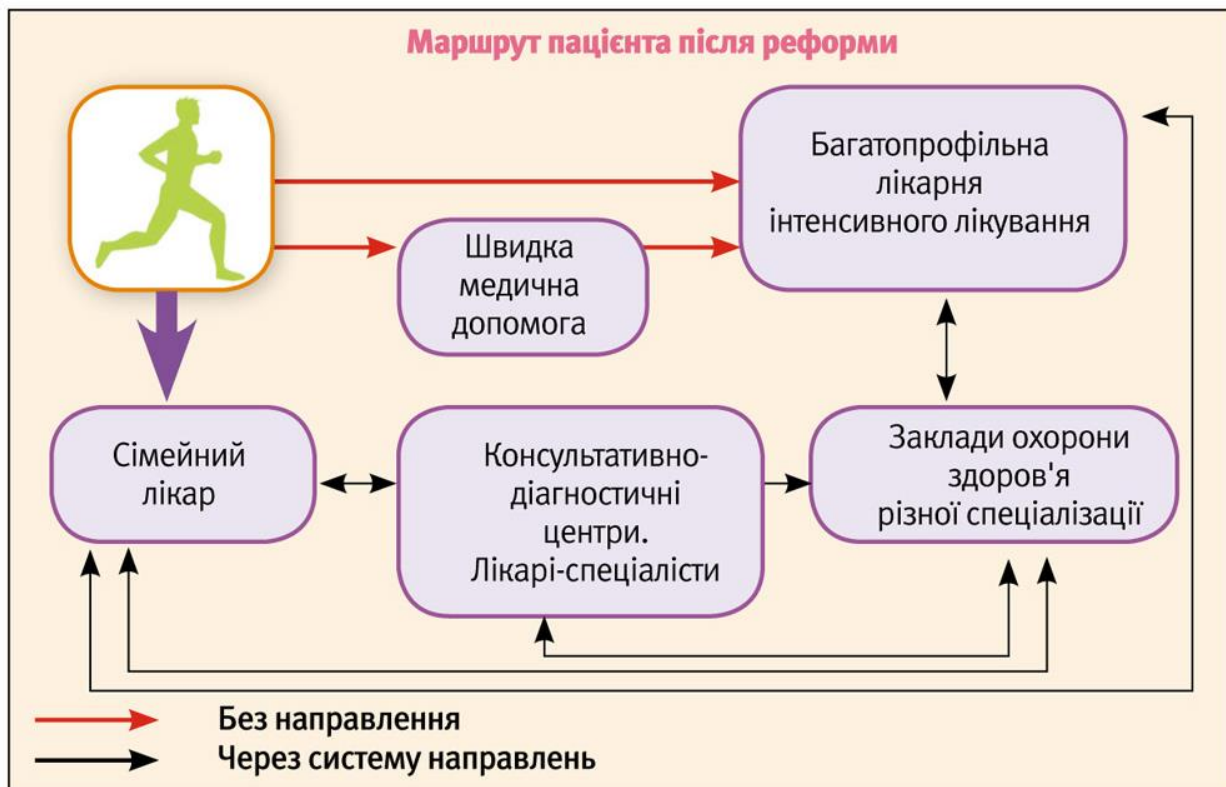 Маршрут пацієнта після реформи
Багатопрофільна
лікарня
інтенсивного лікування
Швидка
медична
допомога
Сімейний
лікар
Консультативно-
діагностичні
центри.
Лікарі-спеціалісти
Заклади охорони
здоров'я
різної спеціалізації
Без направлення
Через систему направлень